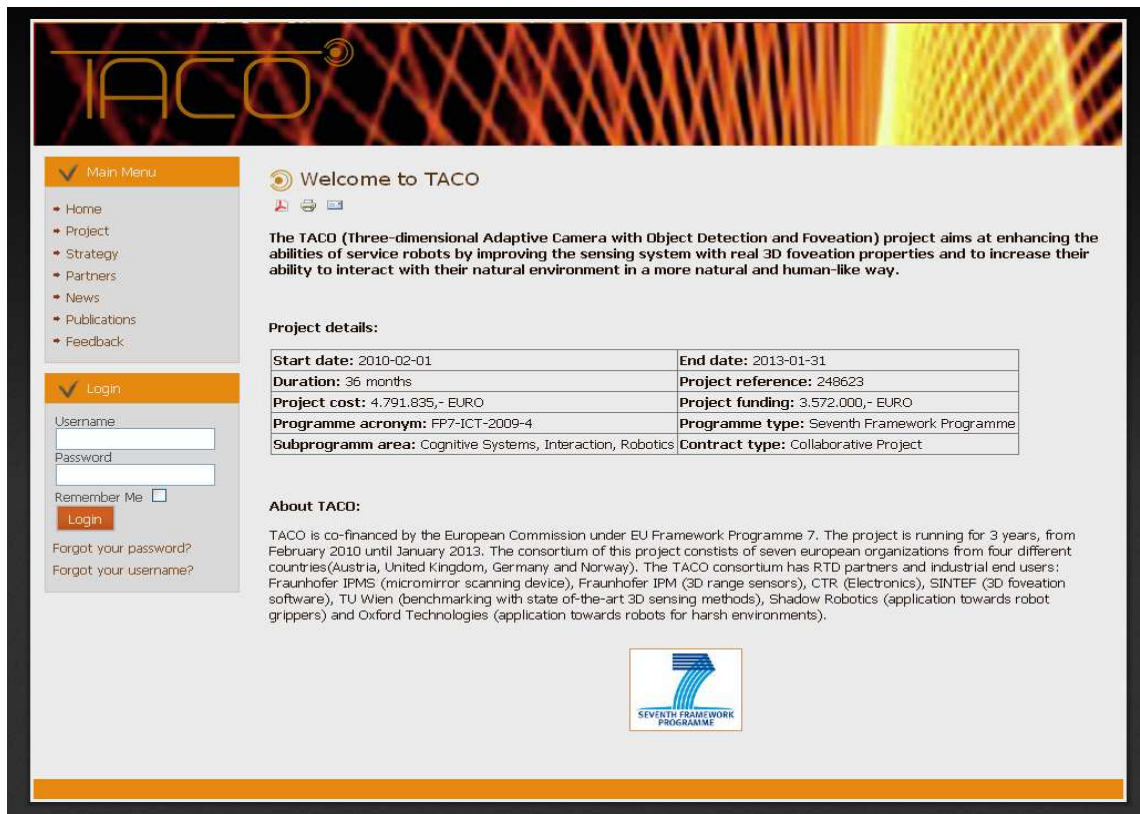 TACO
Main Menu
Home
Project
Strategy
Partners
News
Publications
Feedback
Login
Username
Password
Remember Me
Login
Forgot your password?
Forgot your username?
Welcome to TACO
The TACO (Three-dimensional Adaptive Camera with Object Detection and Foveation) project aims at enhancing the
abilities of service robots by improving the sensing system with real 3D foveation properties and to increase their
ability to interact with their natural environment in a more natural and human-like way.
Project details:
Start date: 2010-02-01 End date: 2013-01-31
Duration: 36 months Project reference: 248623
Project cost: 4.791.835,- EURO Project funding: 3.572.000,- EURO
Programme acronym: FP7-ICT-2009-4 Programme type: Seventh Framework Programme
Subprogramm area: Cognitive Systems, Interaction, Robotics Contract type: Collaborative Project
About TACO:
TACO is co-financed by the European Commission under EU Framework Programme 7. The project is running for 3 years, from
February 2010 until January 2013. The consortium of this project constists of seven european organizations from four different
countries(Austria, United Kingdom, Germany and Norway). The TACO consortium has RTD partners and industrial end users:
Fraunhofer IPMS (micromirror scanning device), Fraunhofer IPM (3D range sensors), CTR (Electronics), SINTEF (3D foveation
software), TU Wien (benchmarking with state of-the-art 3D sensing methods), Shadow Robotics (application towards robot
grippers) and Oxford Technologies (application towards robots for harsh environments).
7
SEVENTH FRAMEWORK
PROGRAMME